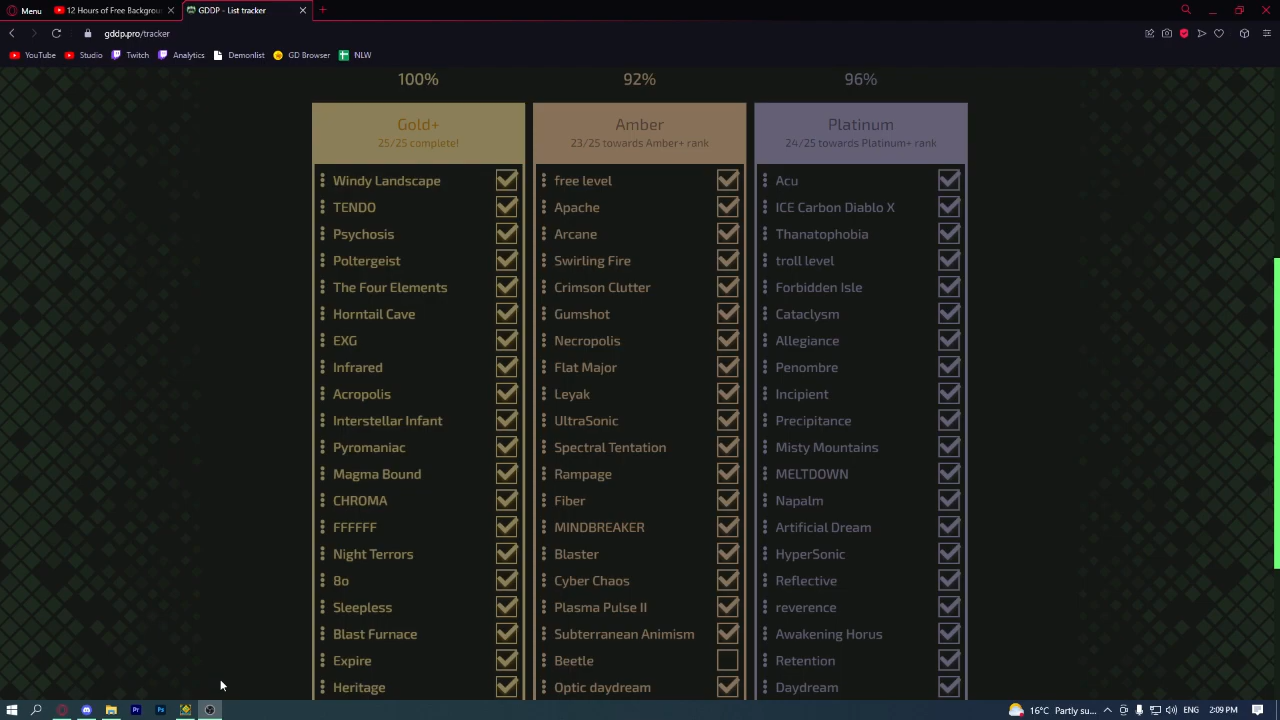 Menu
12 Hours of Free Backgrou
GDDP - List tracker
gddp.pro/tracker
YouTube
Studio
Twitch
Analytics
Demonlist
GD Browser
NLW
100%
92%
96%
Gold+
25/25 complete!
Windy Landscape
TENDO
Psychosis
Poltergeist
The Four Elements
Horntail Cave
EXG
Infrared
Acropolis
Interstellar Infant
Pyromaniac
Magma Bound
CHROMA
FFFFFF
Night Terrors
8o
Sleepless
Blast Furnace
Expire
Heritage
Amber
23/25 towards Amber+ rank
free level
Apache
Arcane
Swirling Fire
Crimson Clutter
Gumshot
Necropolis
Flat Major
Leyak
UltraSonic
Spectral Tentation
Rampage
Fiber
MINDBREAKER
Blaster
Cyber Chaos
Plasma Pulse II
Subterranean Animism
Beetle
Optic daydream
Platinum
24/25 towards Platinum+ rank
Acu
ICE Carbon Diablo X
Thanatophobia
troll level
Forbidden Isle
Cataclysm
Allegiance
Penombre
Incipient
Precipitance
Misty Mountains
MELTDOWN
Napalm
Artificial Dream
HyperSonic
Reflective
reverence
Awakening Horus
Retention
Daydream
Pr
Ps
16°C Partly su...
ENG
2:09 PM